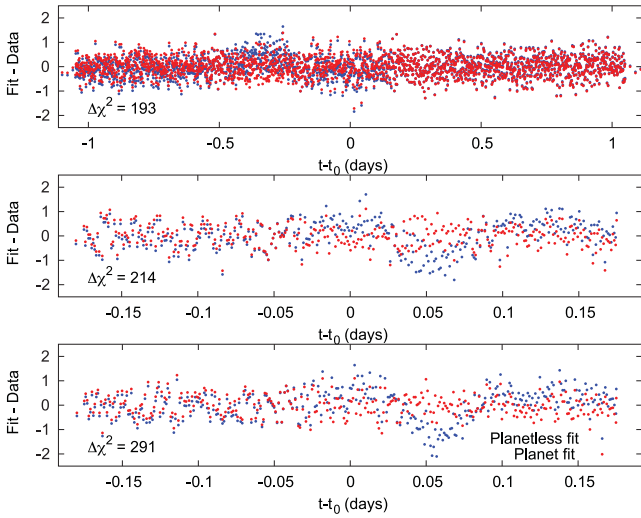 Fit - Data
2
1
0
-1
-2
Δχ² = 193
-1 -0.5 0 0.5 1
t-t₀ (days)
Fit - Data
2
1
0
-1
-2
Δχ² = 214
-0.15 -0.1 -0.05 0 0.05 0.1 0.15
t-t₀ (days)
Fit - Data
2
1
0
-1
-2
Δχ² = 291
Planetless fit
Planet fit
-0.15 -0.1 -0.05 0 0.05 0.1 0.15
t-t₀ (days)